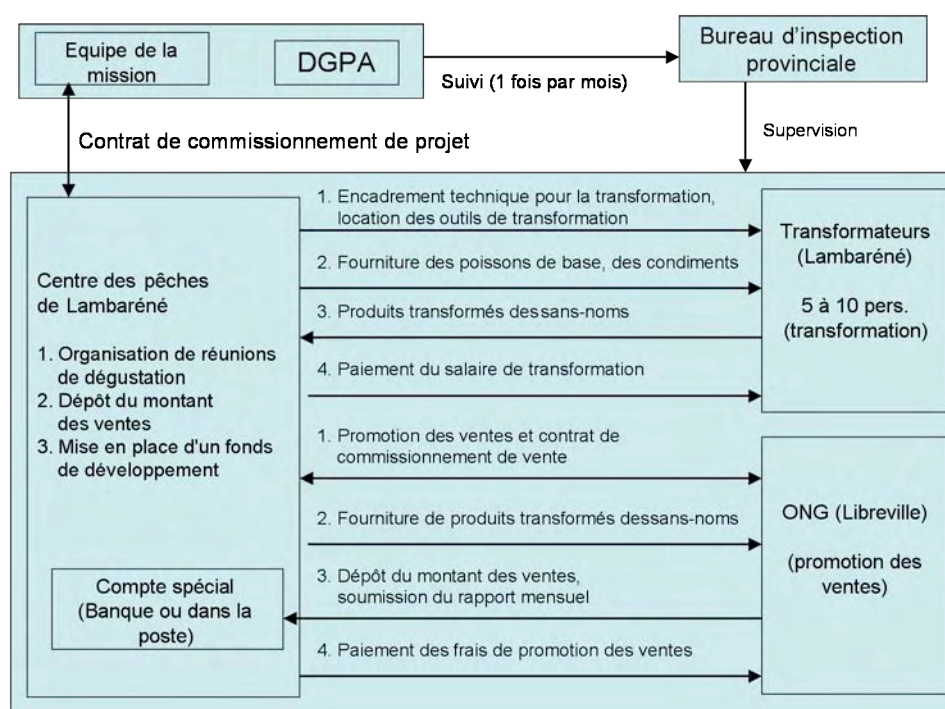 Equipe de la
mission
DGPA
Suivi (1 fois par mois)
Bureau d'inspection
provinciale
Contrat de commissionnement de projet
Supervision
Centre des pêches
de Lambaréné
1. Organisation de réunions
de dégustation
2. Dépôt du montant
des ventes
3. Mise en place d'un fonds
de développement
Compte spécial
(Banque ou dans la
poste)
1. Encadrement technique pour la transformation,
location des outils de transformation
2. Fourniture des poissons de base, des condiments
3. Produits transformés dessans-noms
4. Paiement du salaire de transformation
Transformateurs
(Lambaréné)
5 à 10 pers.
(transformation)
1. Promotion des ventes et contrat de
commissionnement de vente
2. Fourniture de produits transformés dessans-noms
3. Dépôt du montant des ventes,
soumission du rapport mensuel
4. Paiement des frais de promotion des ventes
ONG (Libreville)
(promotion des
ventes)